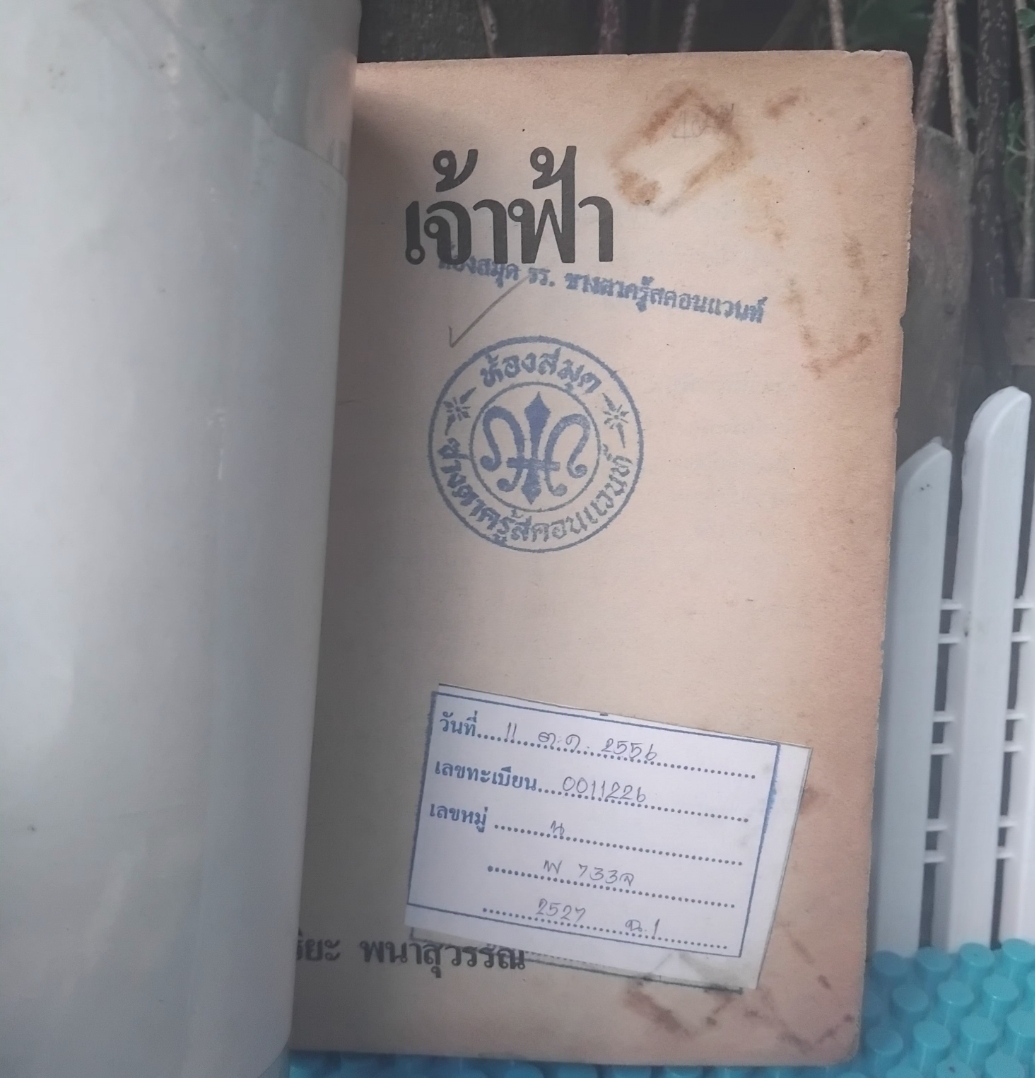 เจ้าฟ้า
ห้องสมุด รร. ซางตาครู้สคอนแวนท์
ห้องสมุด
ซางตาครู้สคอนแวนท์
วันที่.....11 ต.ค. 2556
เลขทะเบียน...0011226
เลขหมู่ ......... น
พ 733จ
2527 ฉ.1
พนาสุวรรณ